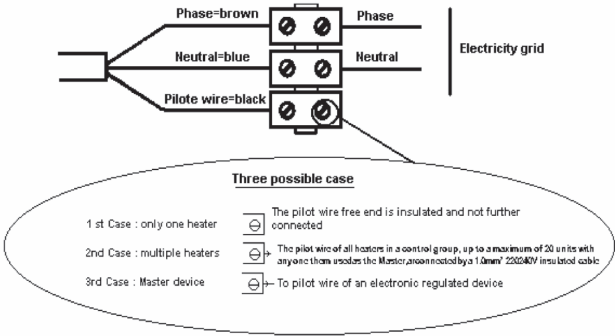 Phase=brown
Phase
Neutral=blue
Neutral
Electricity grid
Pilote wire=black
Three possible case
1 st Case : only one heater
The pilot wire free end is insulated and not further
connected
2nd Case : multiple heaters
The pilot wire of all heaters in a control group, up to a maximum of 20 units with
anyone them usedas the Master,areonnected by a 1.0mm² 220240V insulated cable
3rd Case : Master device
To pilot wire of an electronic regulated device